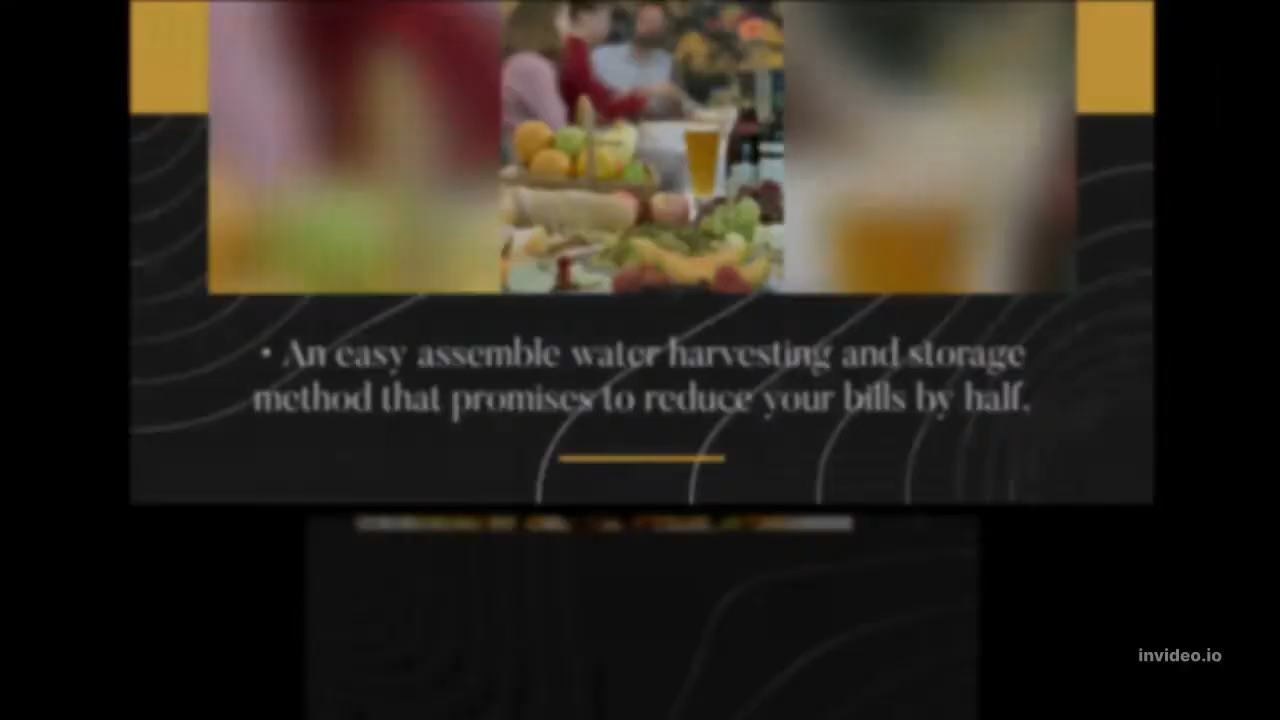 • An easy assemble water harvesting and storage
method that promises to reduce your bills by half.
invideo.io